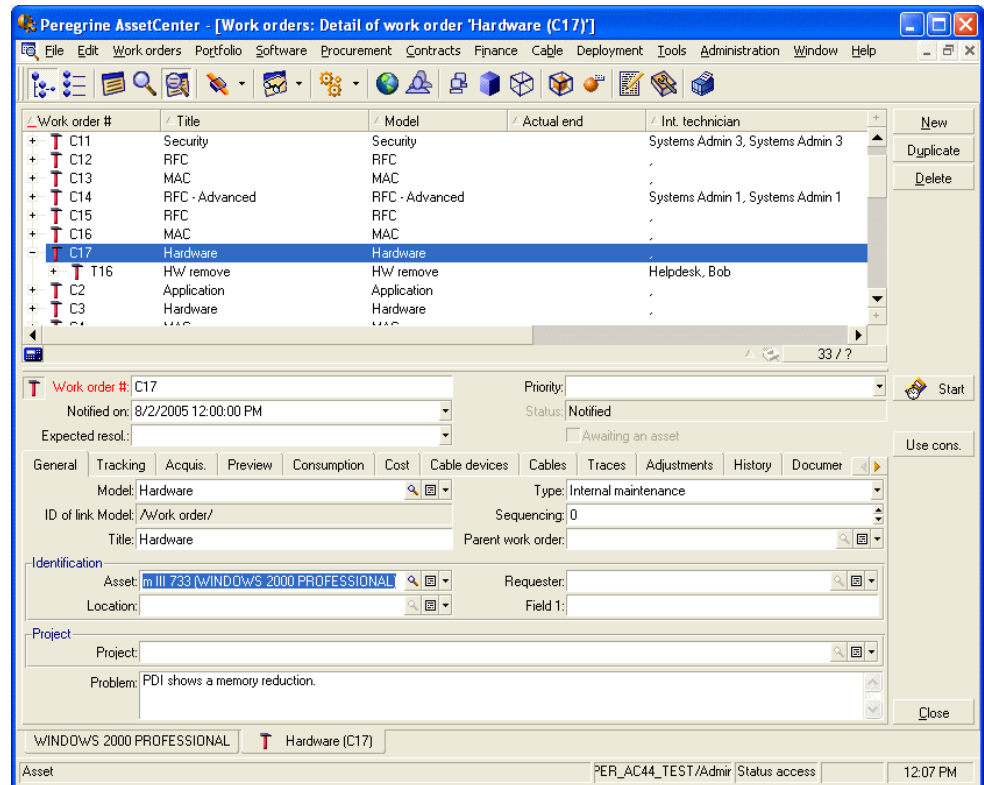 Peregrine AssetCenter - [Work orders: Detail of work order 'Hardware (C17)']
File Edit Work orders Portfolio Software Procurement Contracts Finance Cable Deployment Tools Administration Window Help
Work order # Title Model Actual end Int. technician
C11 Security Security Systems Admin 3, Systems Admin 3
C12 RFC RFC ,
C13 MAC MAC ,
C14 RFC - Advanced RFC - Advanced Systems Admin 1, Systems Admin 1
C15 RFC RFC ,
C16 MAC MAC ,
C17 Hardware Hardware ,
T16 HW remove HW remove Helpdesk, Bob
C2 Application Application ,
C3 Hardware Hardware ,
C4 MAC MAC
New
Duplicate
Delete
33 / ?
Work order #: C17 Priority:
Notified on: 8/2/2005 12:00:00 PM Status: Notified
Expected resol.: Awaiting an asset
Start
Use cons.
General Tracking Acquis. Preview Consumption Cost Cable devices Cables Traces Adjustments History Documer
Model: Hardware Type: Internal maintenance
ID of link Model: /Work order/ Sequencing: 0
Title: Hardware Parent work order:
Identification
Asset: m III 733 (WINDOWS 2000 PROFESSIONAL) Requester:
Location: Field 1:
Project
Project:
Problem: PDI shows a memory reduction.
Close
WINDOWS 2000 PROFESSIONAL Hardware (C17)
Asset PER_AC44_TEST/Admir Status access 12:07 PM